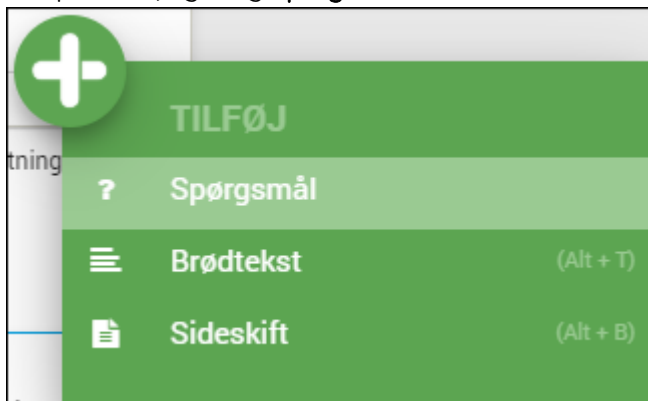 TILFØJ
tning
? Spørgsmål
Brødtekst (Alt + T)
Sideskift (Alt + B)